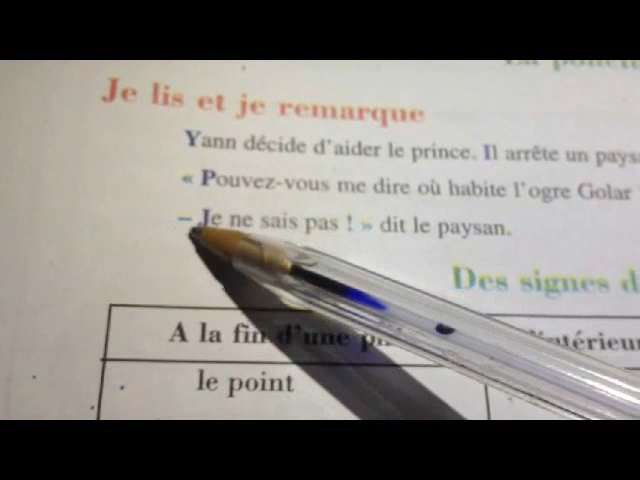 La
Je lis et je remarque
Yann décide d'aider le prince. Il arrête un
« Pouvez-vous me dire où habite l'ogre Golar
– Je ne sais pas ! » dit le paysan.
Des signes
A la fin d'une
le point